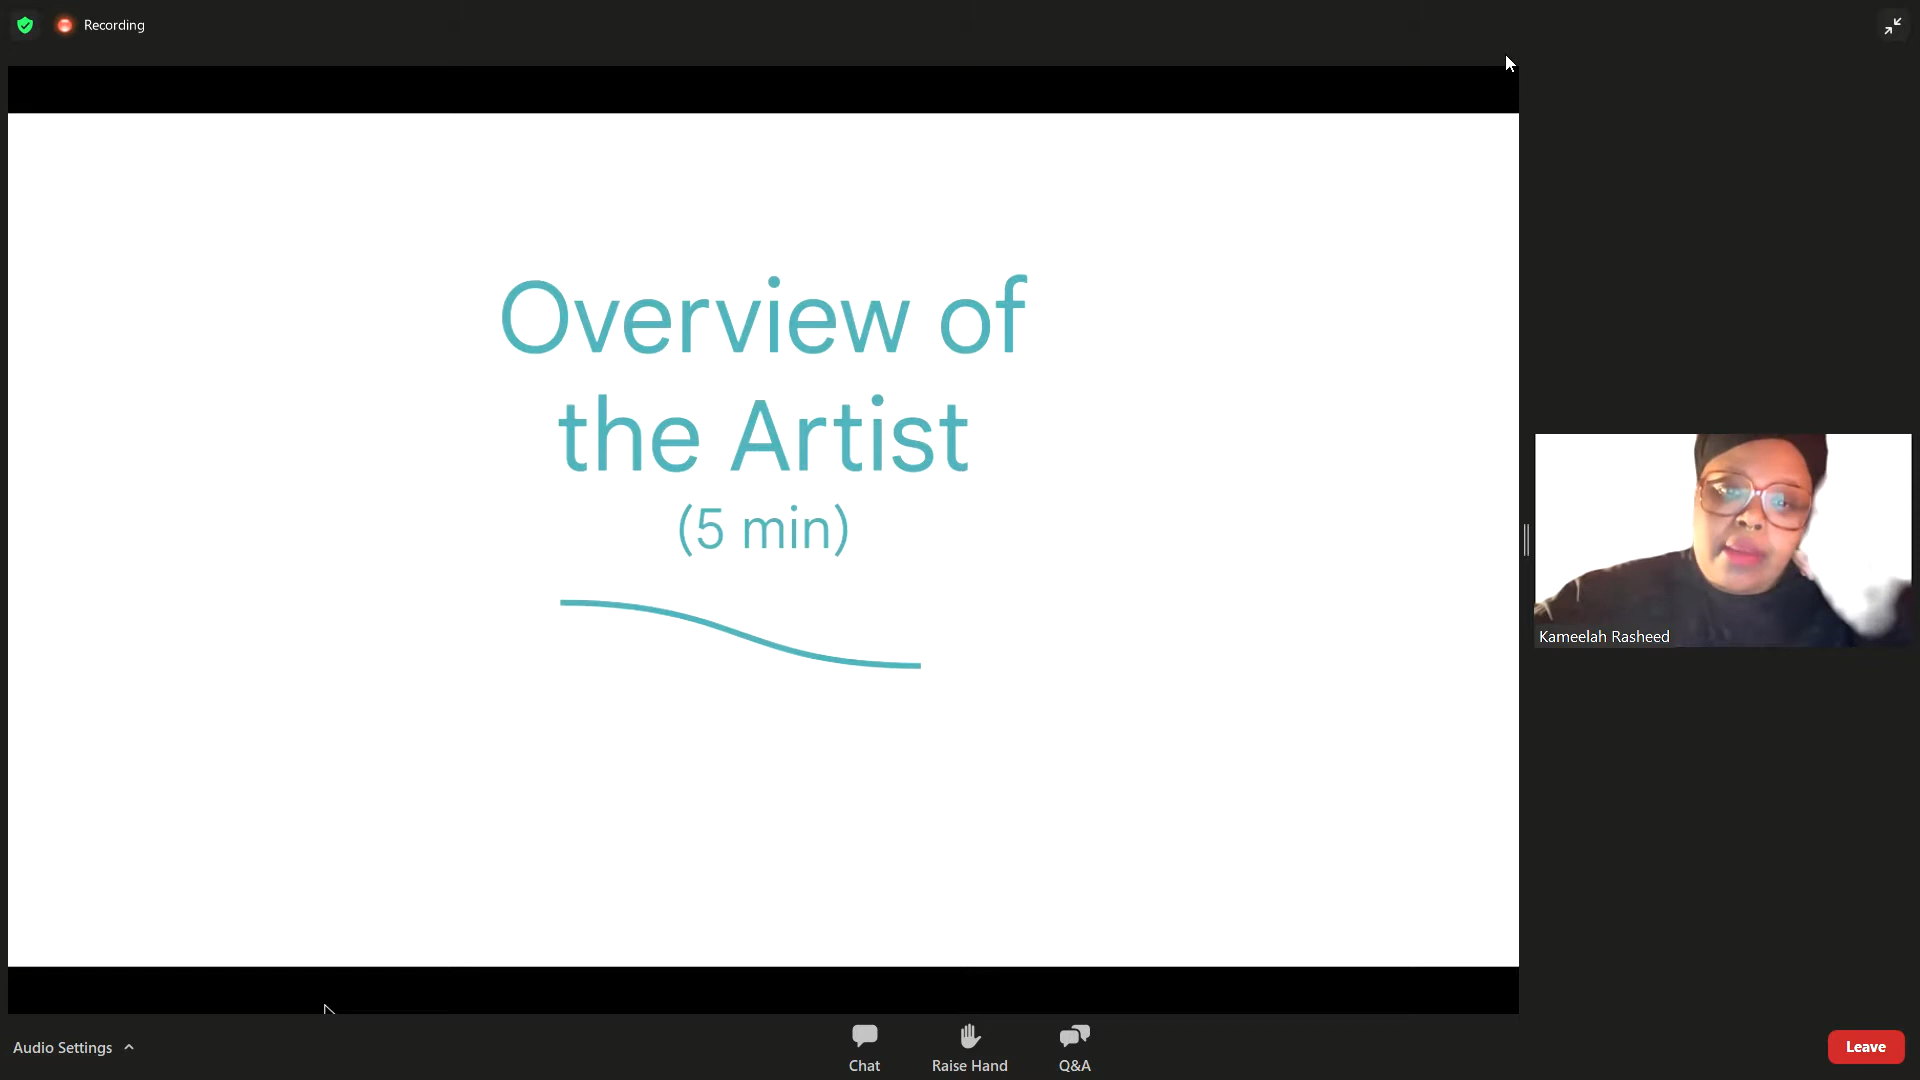 Recording
Overview of
the Artist
(5 min)
Kameelah Rasheed
Audio Settings
Chat
Raise Hand
Q&A
Leave